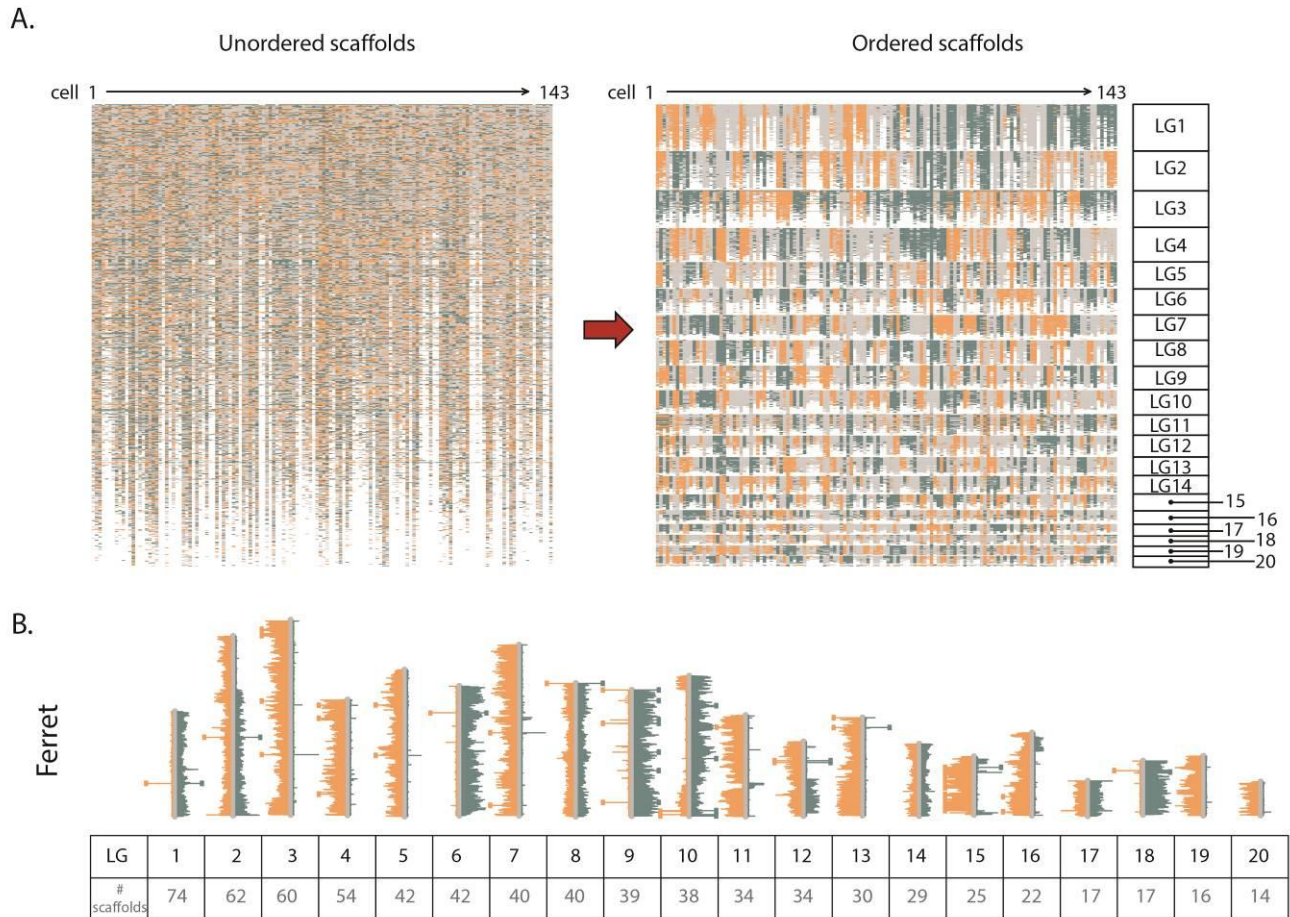 A.
Unordered scaffolds
Ordered scaffolds
cell 1 143
cell 1 143
LG1
LG2
LG3
LG4
LG5
LG6
LG7
LG8
LG9
LG10
LG11
LG12
LG13
LG14
15
16
17
18
19
20
B.
Ferret
LG 1 2 3 4 5 6 7 8 9 10 11 12 13 14 15 16 17 18 19 20
# scaffolds 74 62 60 54 42 42 40 40 39 38 34 34 30 29 25 22 17 17 16 14